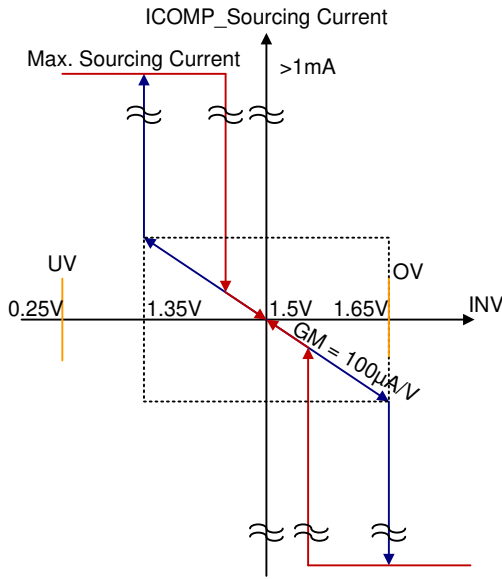 ICOMP_Sourcing Current
Max. Sourcing Current
>1mA
UV
OV
0.25V
1.35V
1.5V
1.65V
INV
GM = 100µA/V